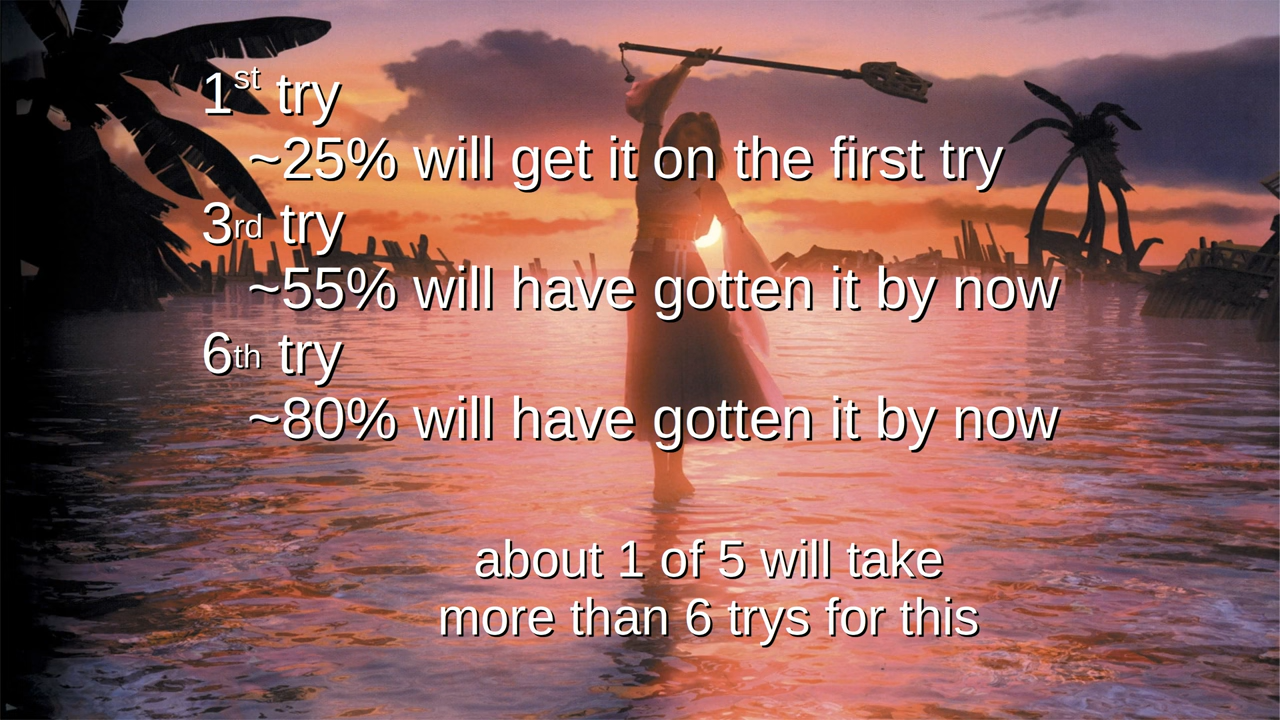 1st try
~25% will get it on the first try
3rd try
~55% will have gotten it by now
6th try
~80% will have gotten it by now
about 1 of 5 will take
more than 6 trys for this